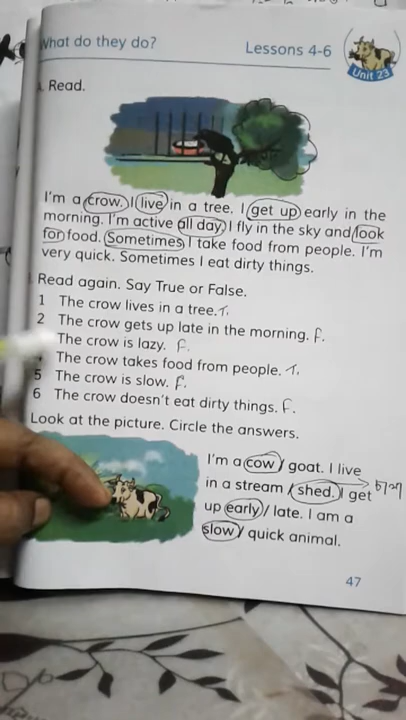 What do they do? Lessons 4-6
Unit 23
Read.
I'm a crow. I live in a tree. I get up early in the
morning. I'm active all day. I fly in the sky and look
for food. Sometimes I take food from people. I'm
very quick. Sometimes I eat dirty things.
Read again. Say True or False.
1 The crow lives in a tree. T.
2 The crow gets up late in the morning. F.
The crow is lazy. F.
The crow takes food from people. T.
5 The crow is slow. F.
6 The crow doesn't eat dirty things. F.
Look at the picture. Circle the answers.
I'm a cow / goat. I live
in a stream / shed. I get
up early / late. I am a
slow / quick animal.
47